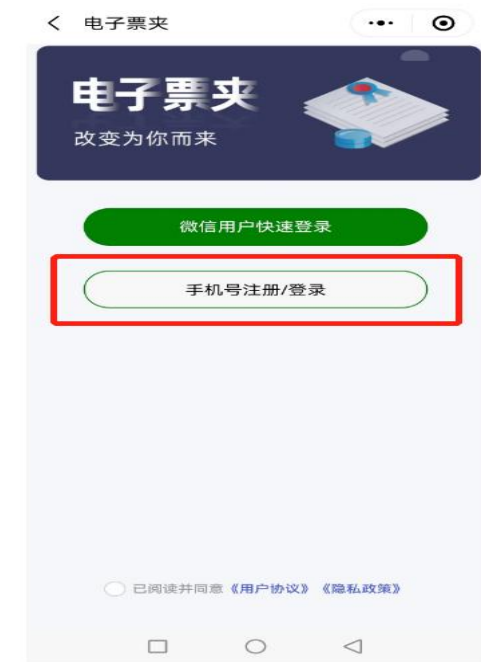 电子票夹
电子票夹
改变为你而来
微信用户快速登录
手机号注册/登录
已阅读并同意《用户协议》《隐私政策》